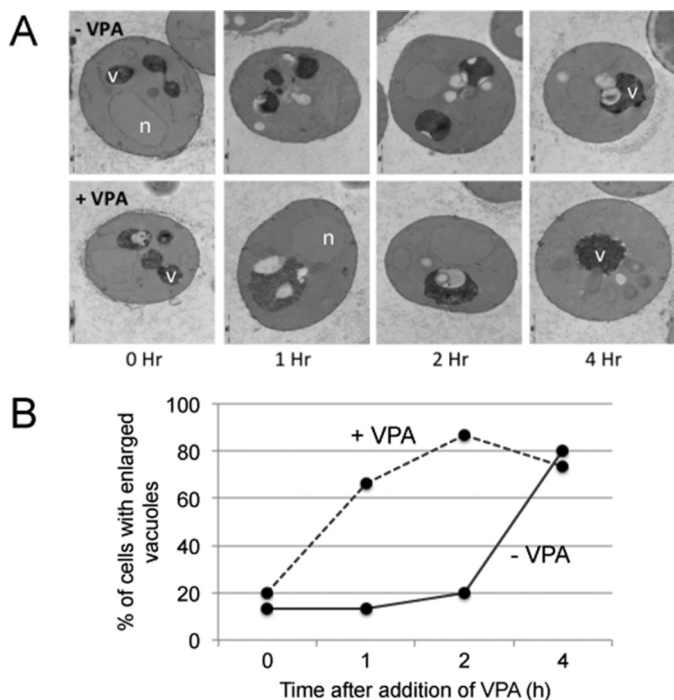 A
- VPA
v
n
v
+ VPA
v
n
v
0 Hr
1 Hr
2 Hr
4 Hr
B
100
80
60
40
20
0
% of cells with enlarged
vacuoles
+ VPA
- VPA
0
1
2
4
Time after addition of VPA (h)